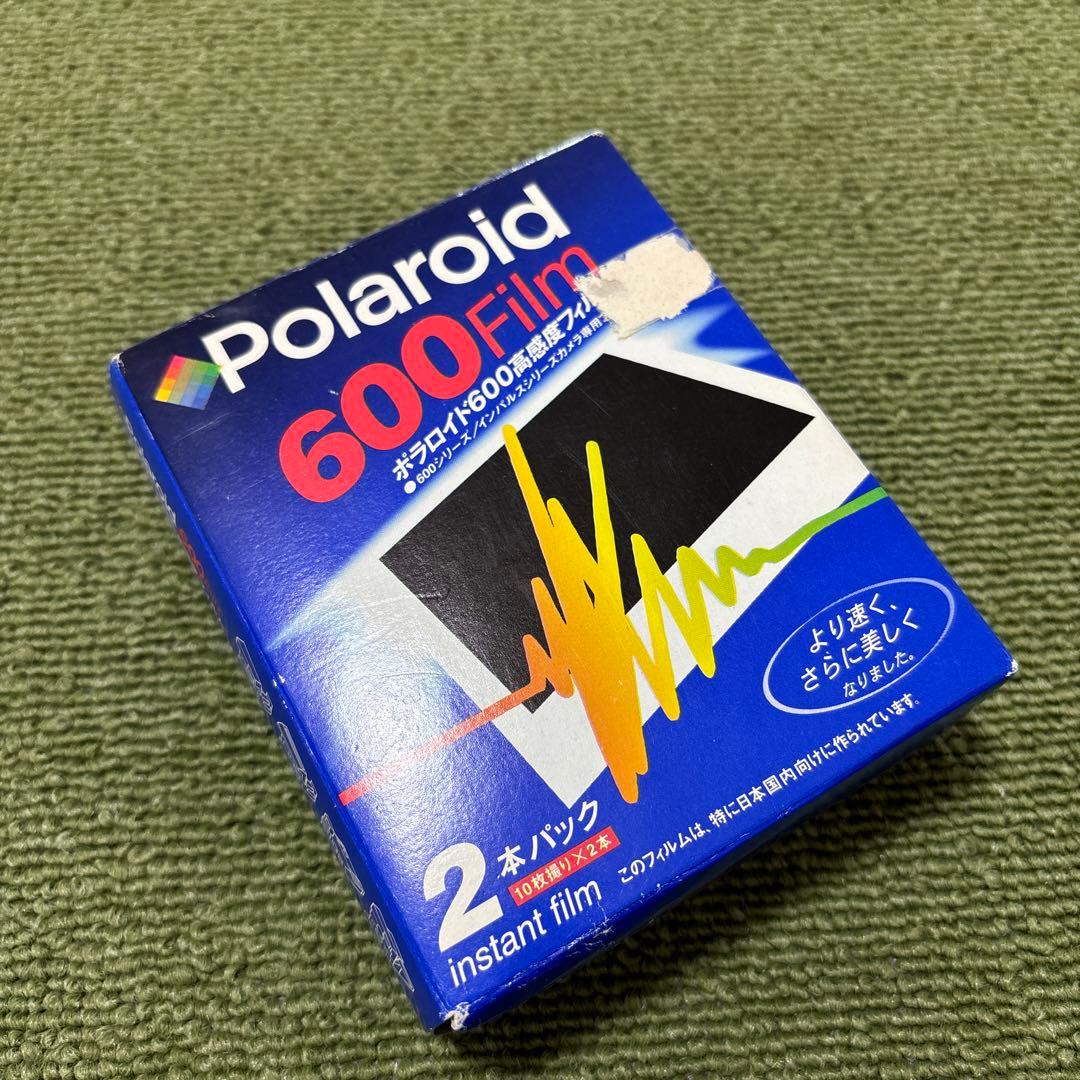 Polaroid
600Film
ポラロイド600高感度フィル
●600シリーズ/インパルスシリーズカメラ専用
より速く、
さらに美しく
なりました。
2本パック
10枚撮り×2本
instant film
このフィルムは、特に日本国内向けに作られています。